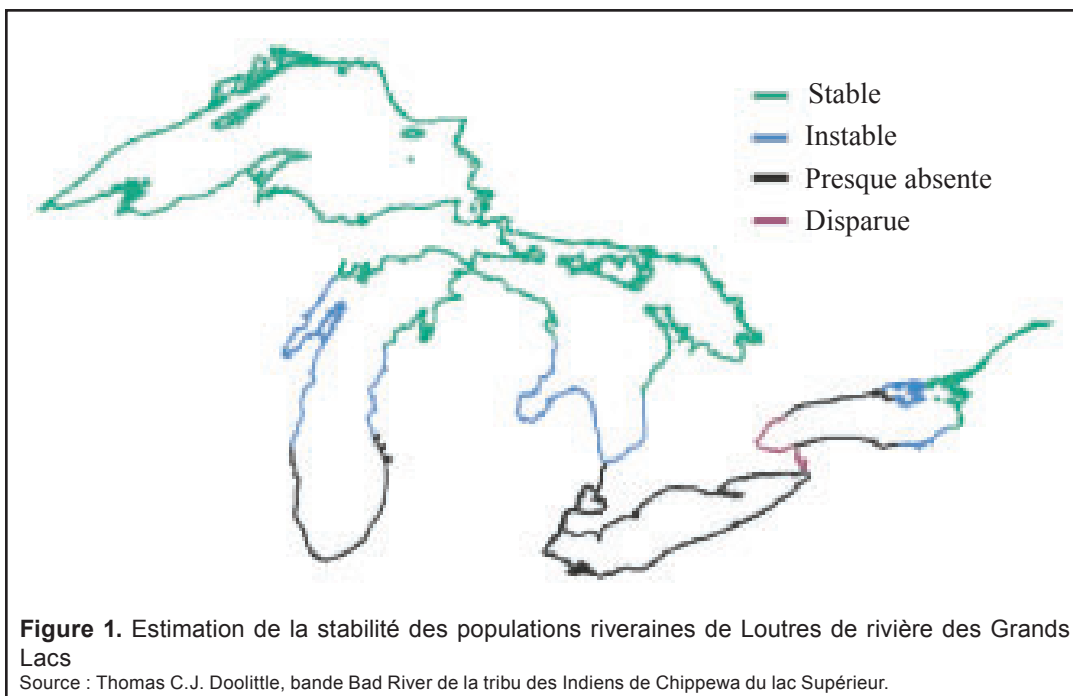 Stable
Instable
Presque absente
Disparue
Figure 1. Estimation de la stabilité des populations riveraines de Loutres de rivière des Grands
Lacs
Source : Thomas C.J. Doolittle, bande Bad River de la tribu des Indiens de Chippewa du lac Supérieur.